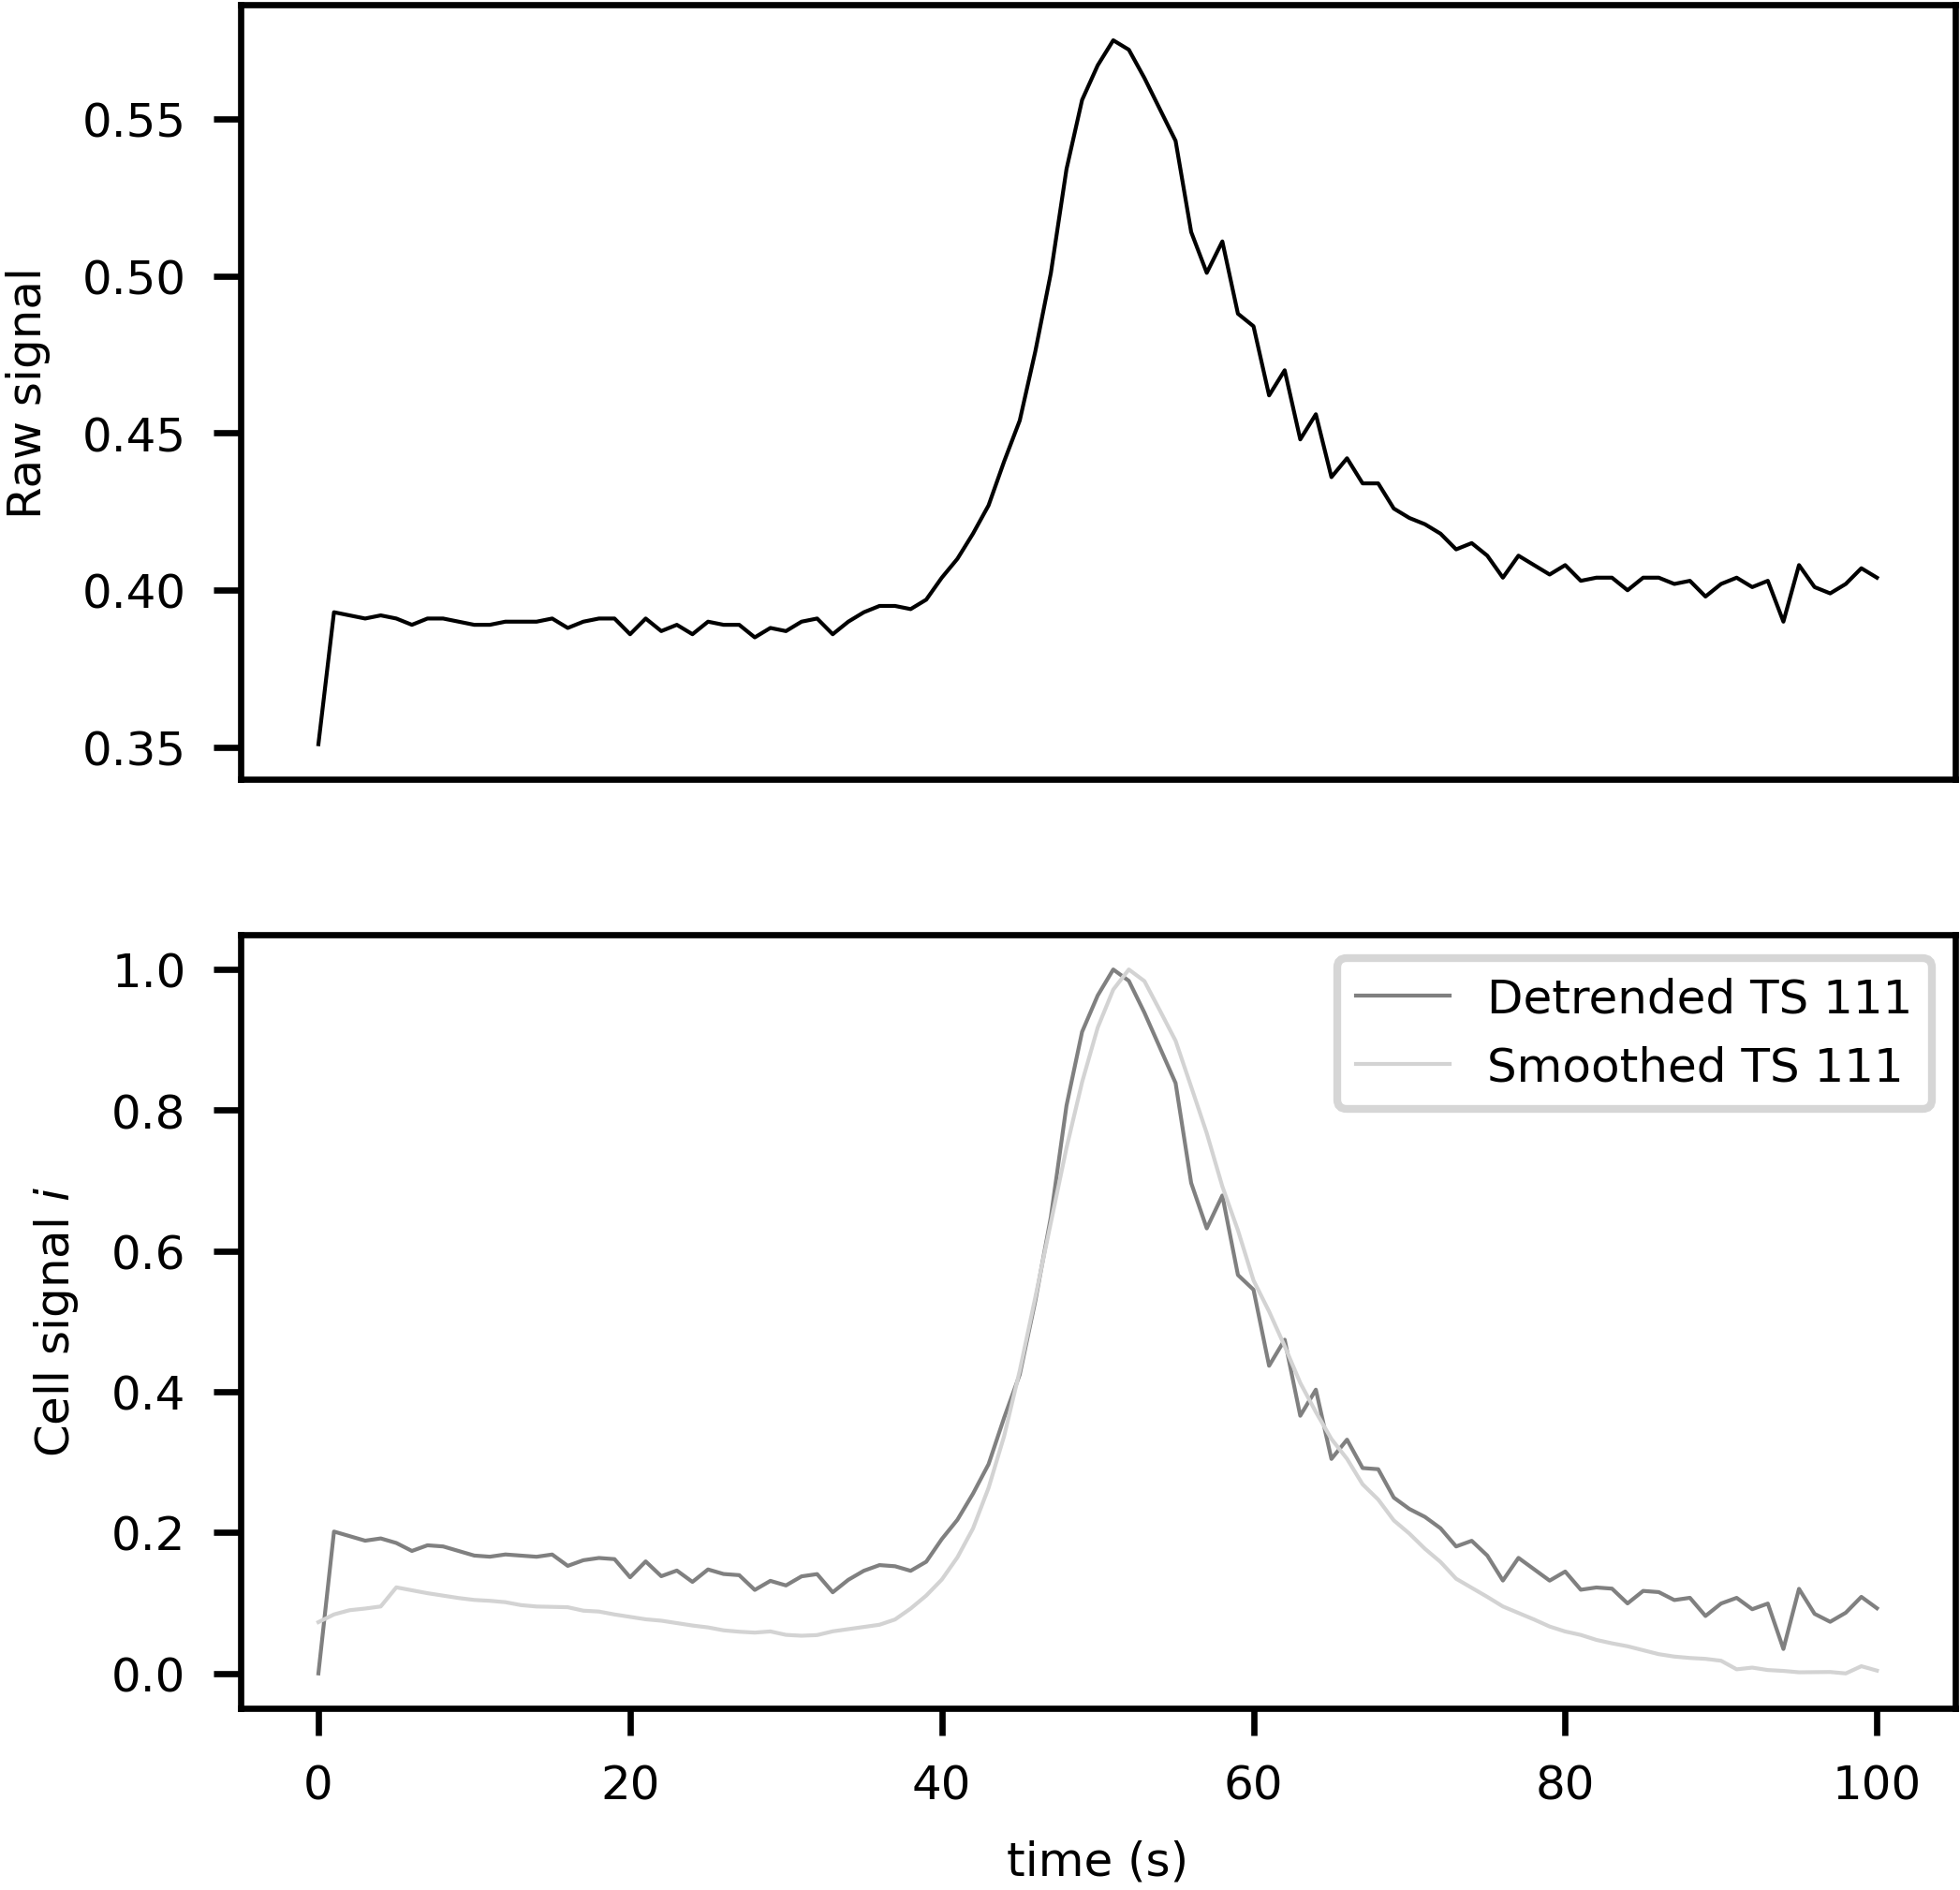 Raw signal
0.55
0.50
0.45
0.40
0.35
Cell signal i
1.0
0.8
0.6
0.4
0.2
0.0
Detrended TS 111
Smoothed TS 111
0 20 40 60 80 100
time (s)